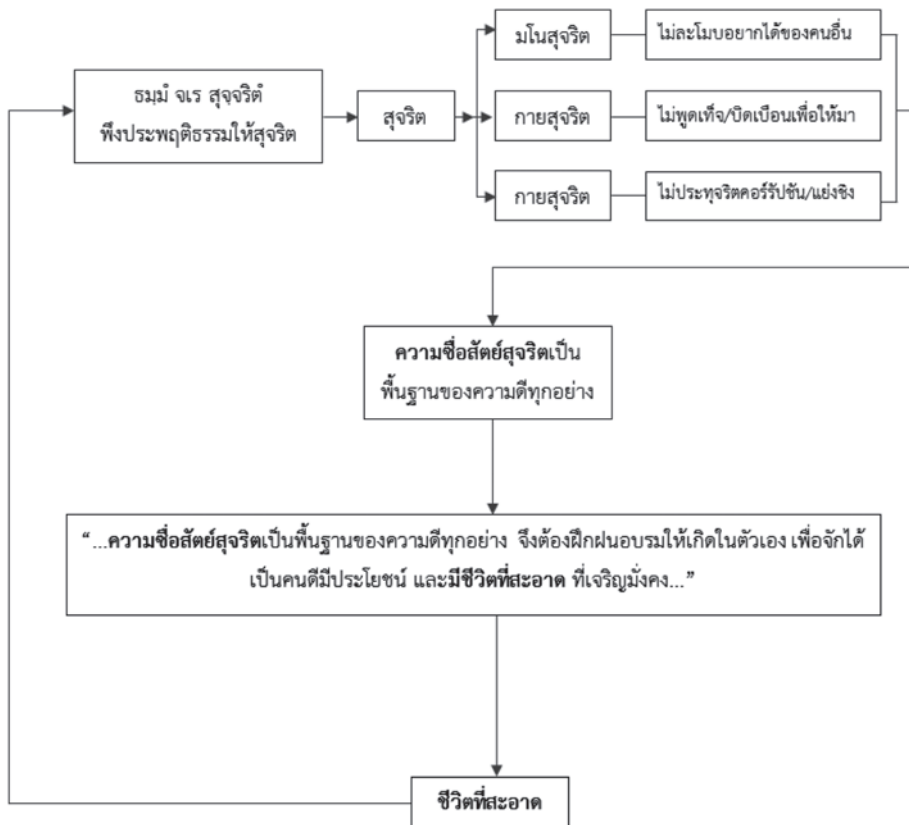 ธมฺมํ จเร สุจฺจริตํ
พึงประพฤติธรรมให้สุจริต
สุจริต
มโนสุจริต
ไม่ละโมบอยากได้ของคนอื่น
กายสุจริต
ไม่พูดเท็จ/บิดเบือนเพื่อให้มา
กายสุจริต
ไม่ประทุจริตคอร์รัปชัน/แย่งชิง
ความซื่อสัตย์สุจริตเป็น
พื้นฐานของความดีทุกอย่าง
“...ความซื่อสัตย์สุจริตเป็นพื้นฐานของความดีทุกอย่าง จึงต้องฝึกฝนอบรมให้เกิดในตัวเอง เพื่อจักได้
เป็นคนดีมีประโยชน์ และมีชีวิตที่สะอาด ที่เจริญมั่งคง...”
ชีวิตที่สะอาด